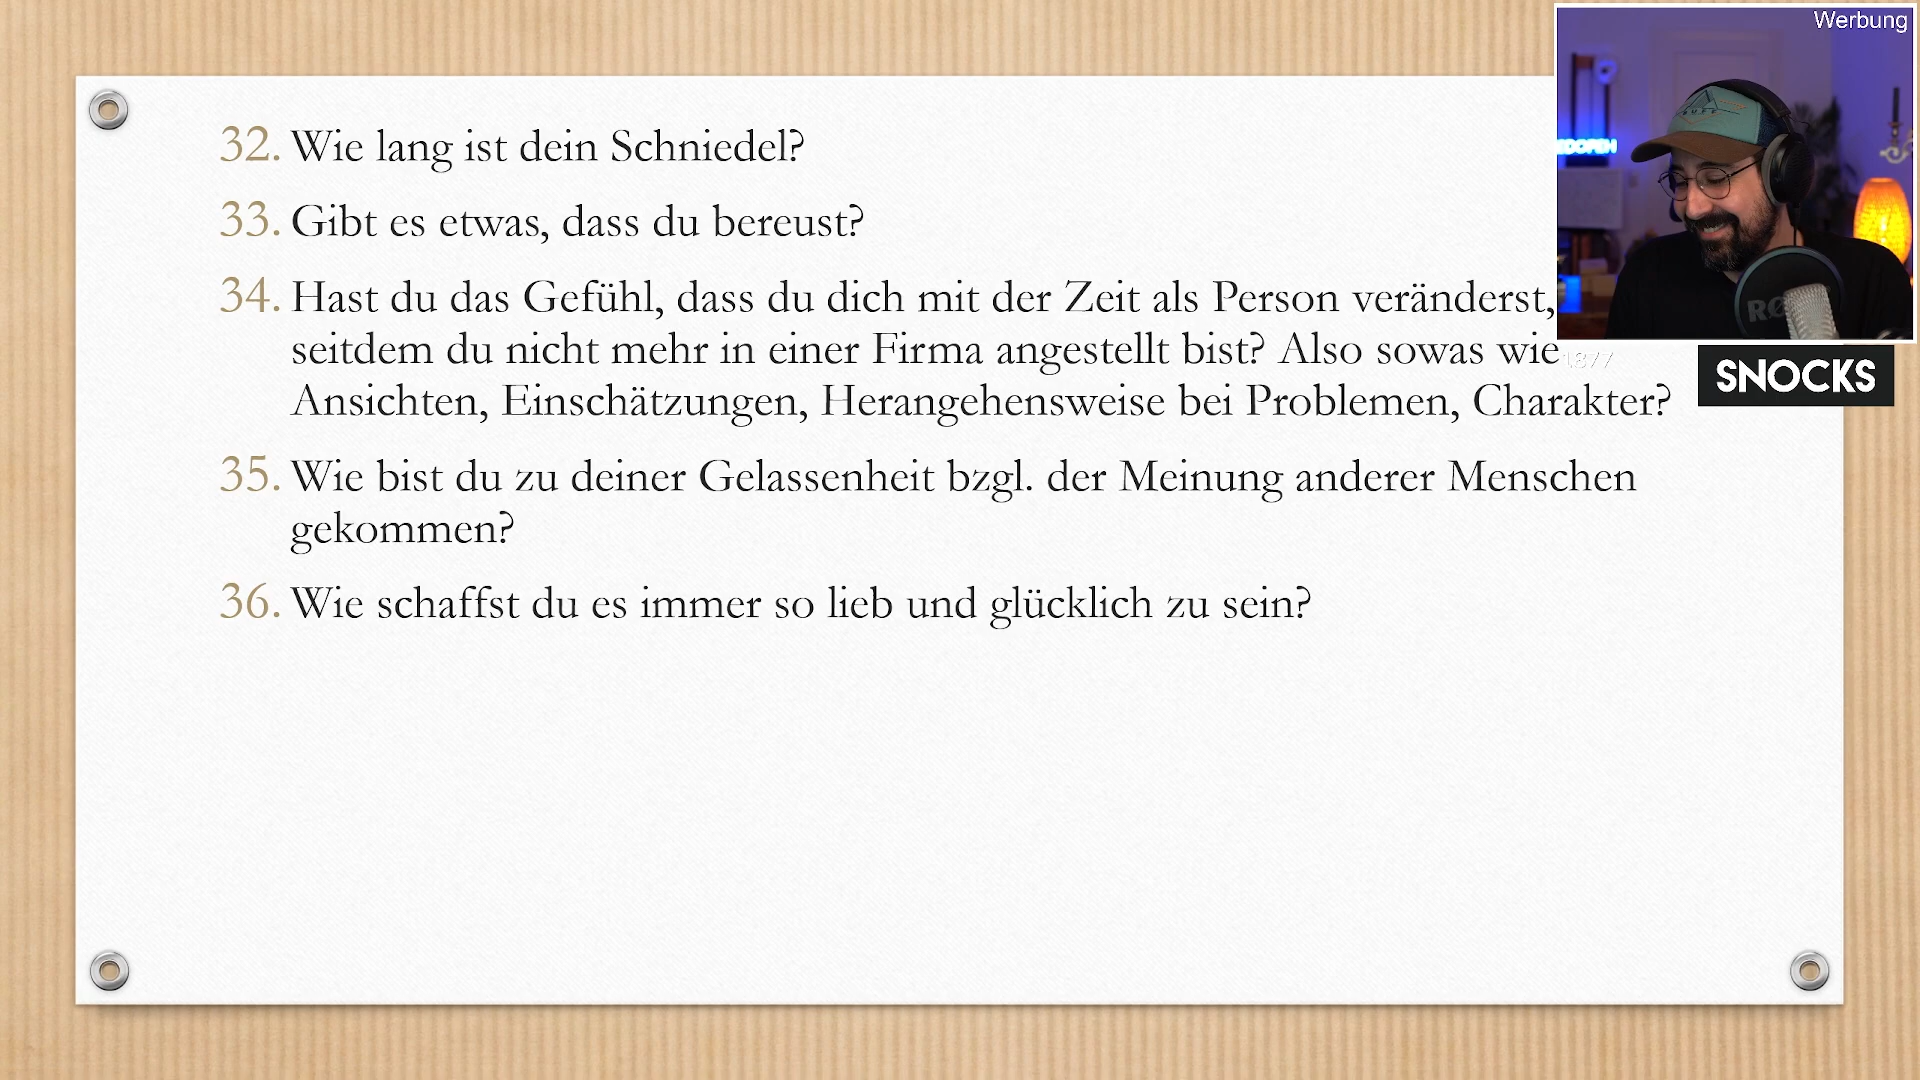 Werbung
32. Wie lang ist dein Schniedel?
33. Gibt es etwas, dass du bereust?
34. Hast du das Gefühl, dass du dich mit der Zeit als Person veränderst,
seitdem du nicht mehr in einer Firma angestellt bist? Also sowas wie
Ansichten, Einschätzungen, Herangehensweise bei Problemen, Charakter?
35. Wie bist du zu deiner Gelassenheit bzgl. der Meinung anderer Menschen
gekommen?
36. Wie schaffst du es immer so lieb und glücklich zu sein?
1877
SNOCKS